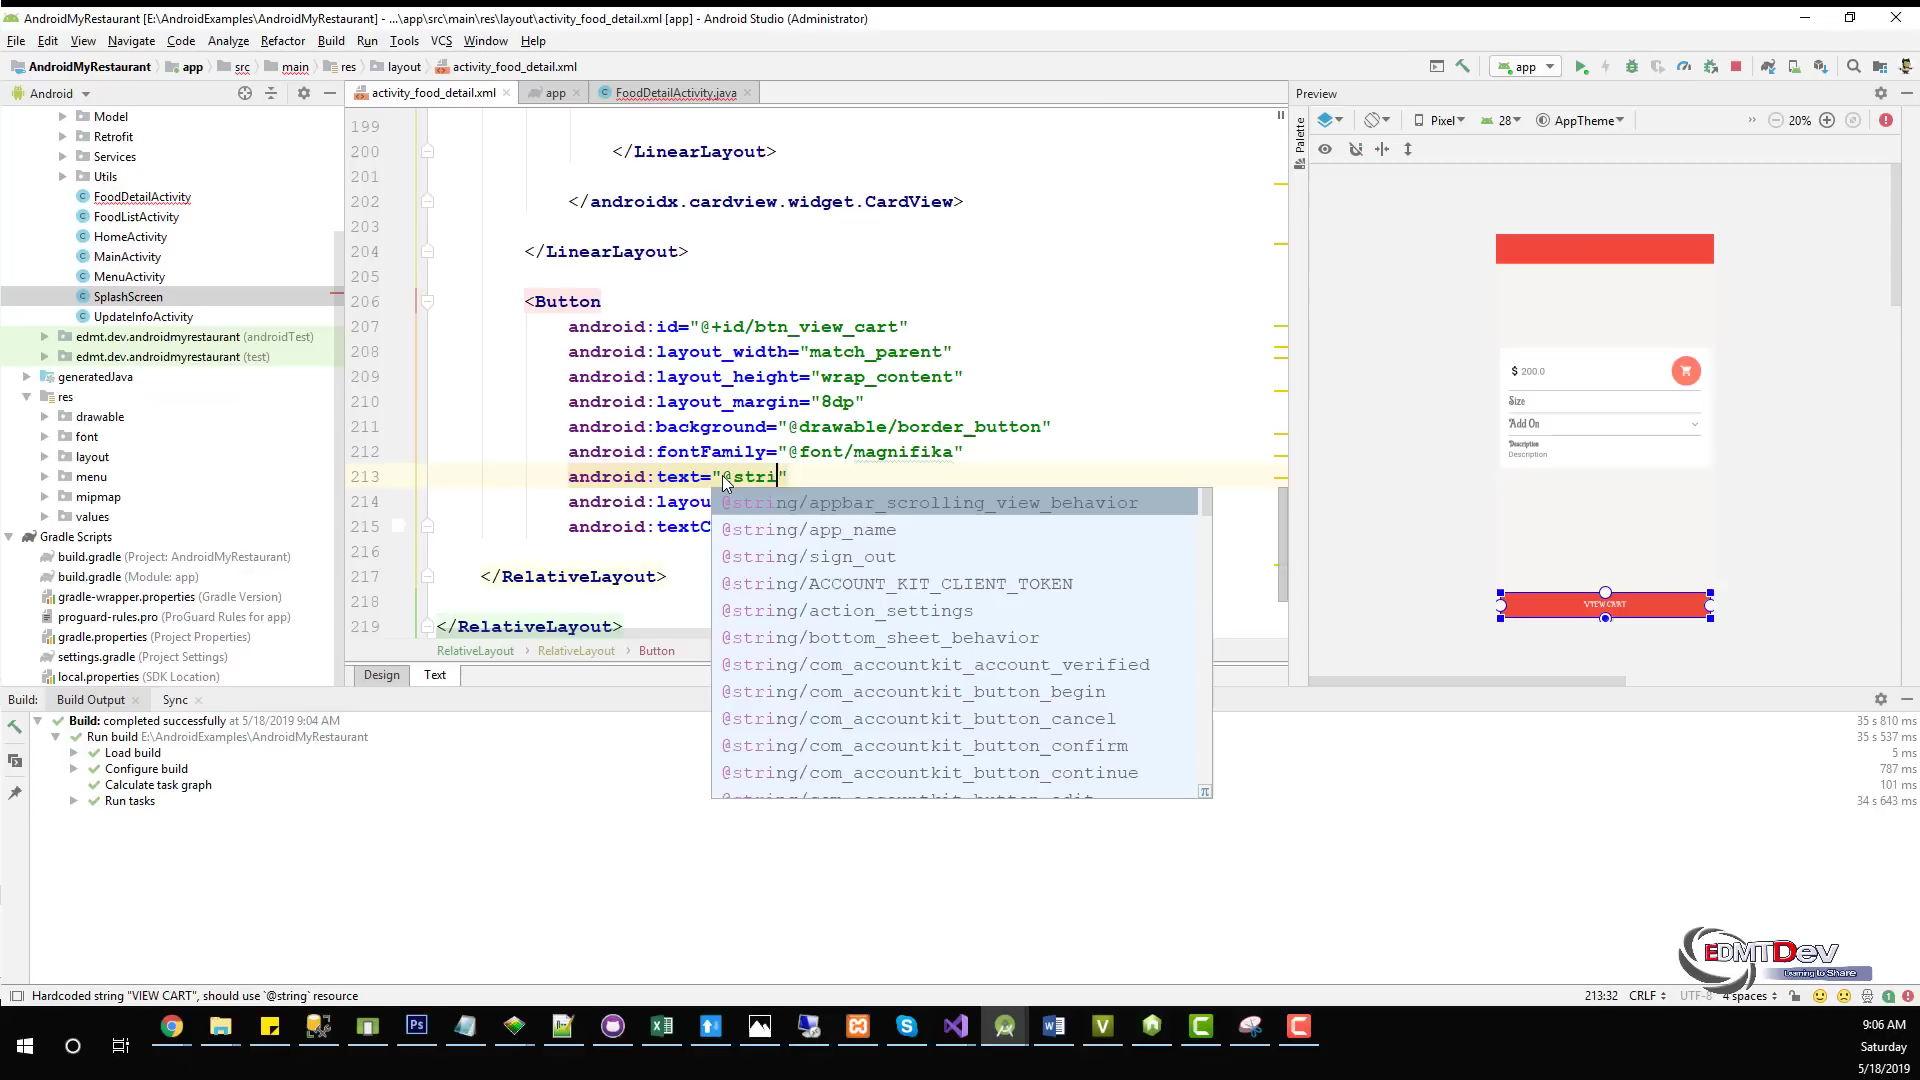 AndroidMyRestaurant [E:\AndroidExamples\AndroidMyRestaurant] - ...\app\src\main\res\layout\activity_food_detail.xml [app] - Android Studio (Administrator)
File Edit View Navigate Code Analyze Refactor Build Run Tools VCS Window Help
AndroidMyRestaurant app src main res layout activity_food_detail.xml
app
Android
activity_food_detail.xml app FoodDetailActivity.java
Preview
Palette
Pixel 28 AppTheme 20%
Model
Retrofit
Services
Utils
FoodDetailActivity
FoodListActivity
HomeActivity
MainActivity
MenuActivity
SplashScreen
UpdateInfoActivity
edmt.dev.androidmyrestaurant (androidTest)
edmt.dev.androidmyrestaurant (test)
generatedJava
res
drawable
font
layout
menu
mipmap
values
Gradle Scripts
build.gradle (Project: AndroidMyRestaurant)
build.gradle (Module: app)
gradle-wrapper.properties (Gradle Version)
proguard-rules.pro (ProGuard Rules for app)
gradle.properties (Project Properties)
settings.gradle (Project Settings)
local.properties (SDK Location)
199
200 </LinearLayout>
201
202 </androidx.cardview.widget.CardView>
203
204 </LinearLayout>
205
206 <Button
207 android:id="@+id/btn_view_cart"
208 android:layout_width="match_parent"
209 android:layout_height="wrap_content"
210 android:layout_margin="8dp"
211 android:background="@drawable/border_button"
212 android:fontFamily="@font/magnifika"
213 android:text="@stri"
214 android:layou
215 android:textC
216
217 </RelativeLayout>
218
219 </RelativeLayout>
@string/appbar_scrolling_view_behavior
@string/app_name
@string/sign_out
@string/ACCOUNT_KIT_CLIENT_TOKEN
@string/action_settings
@string/bottom_sheet_behavior
@string/com_accountkit_account_verified
@string/com_accountkit_button_begin
@string/com_accountkit_button_cancel
@string/com_accountkit_button_confirm
@string/com_accountkit_button_continue
RelativeLayout RelativeLayout Button
Design Text
$ 200.0
Size
Add On
Description
Description
VIEW CART
Build: Build Output Sync
Build: completed successfully at 5/18/2019 9:04 AM
Run build E:\AndroidExamples\AndroidMyRestaurant
Load build
Configure build
Calculate task graph
Run tasks
35 s 810 ms
35 s 537 ms
5 ms
787 ms
101 ms
34 s 643 ms
EDMTDev
Learning to Share
Hardcoded string "VIEW CART", should use `@string` resource
213:32 CRLF UTF-8 4 spaces 1
9:06 AM
Saturday
5/18/2019